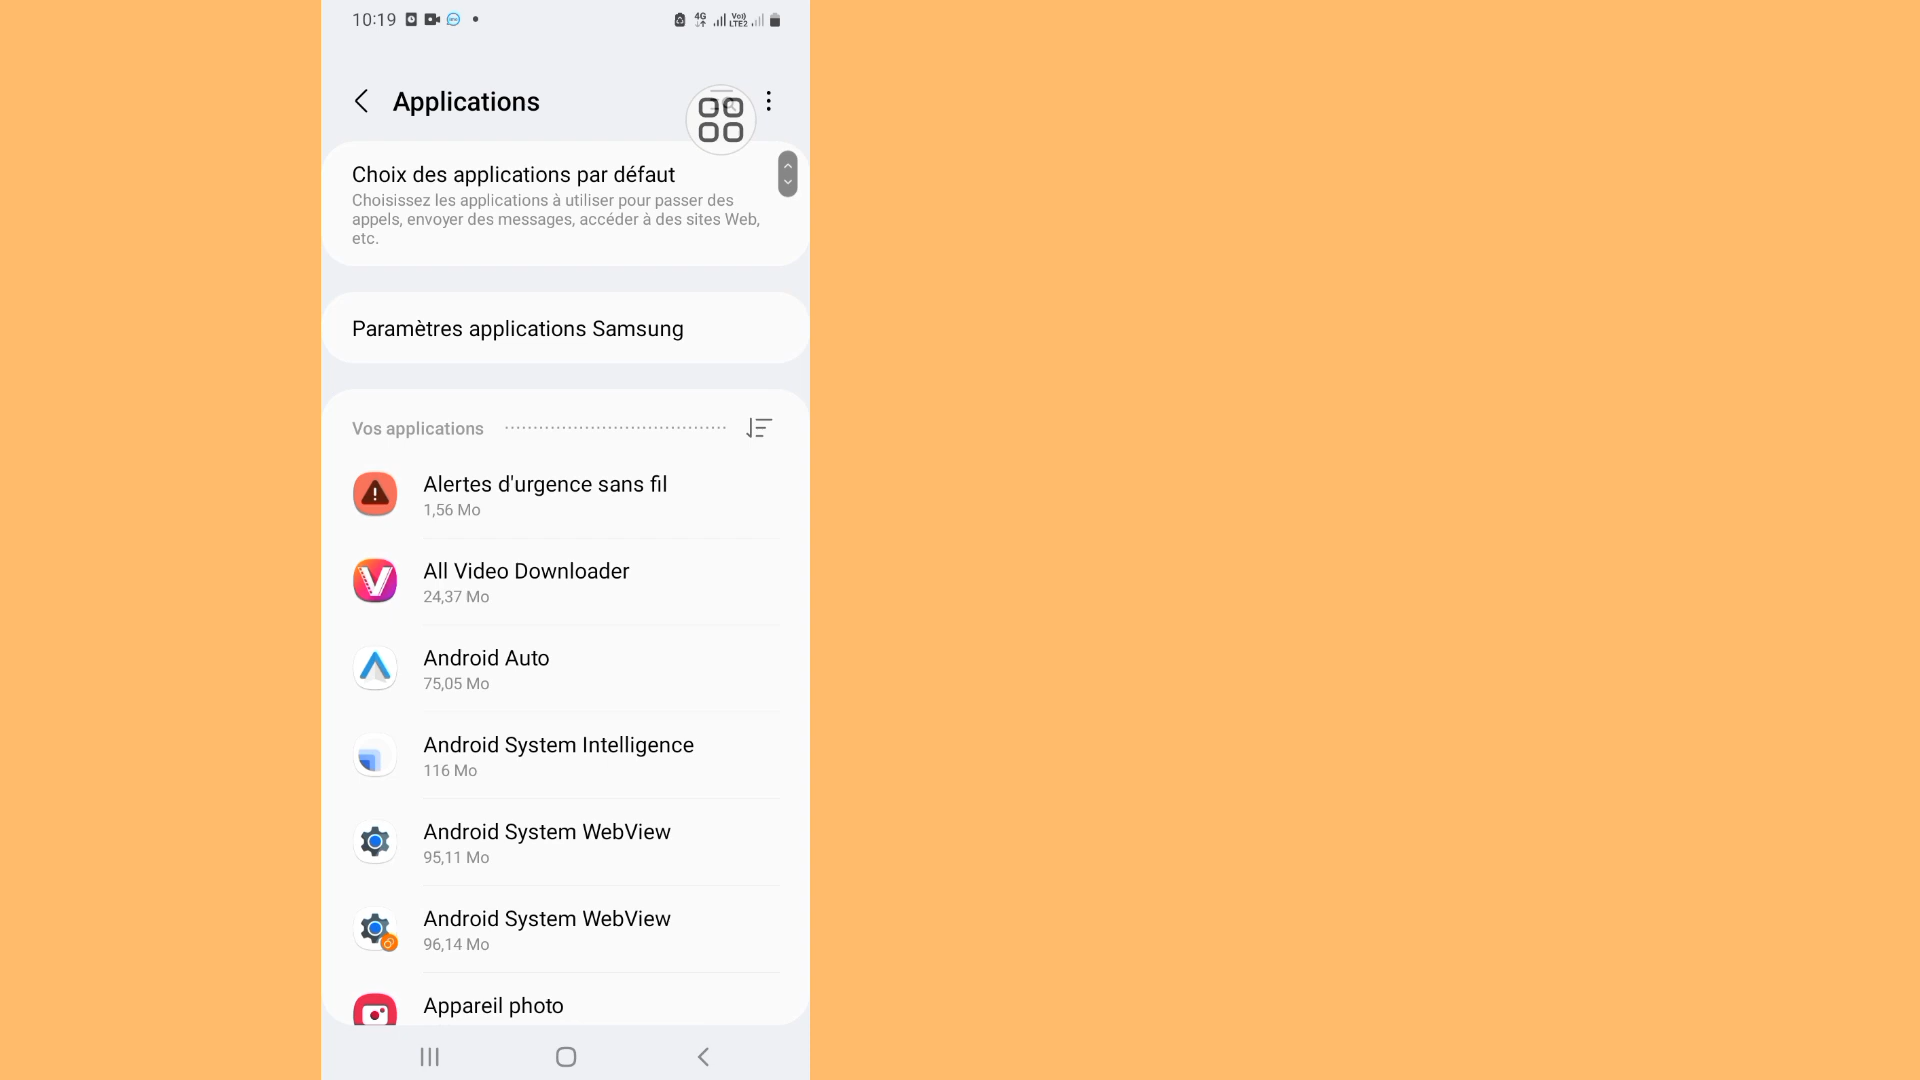 10:19
4G
Vo))
LTE2
Applications
Choix des applications par défaut
Choisissez les applications à utiliser pour passer des
appels, envoyer des messages, accéder à des sites Web,
etc.
Paramètres applications Samsung
Vos applications
Alertes d'urgence sans fil
1,56 Mo
All Video Downloader
24,37 Mo
Android Auto
75,05 Mo
Android System Intelligence
116 Mo
Android System WebView
95,11 Mo
Android System WebView
96,14 Mo
Appareil photo